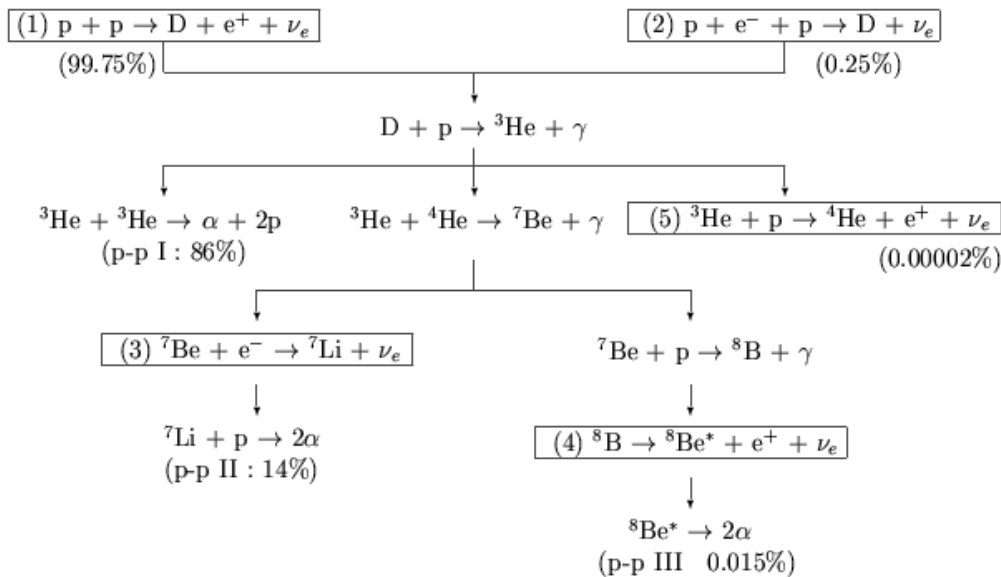 (1) p + p → D + e⁺ + νₑ
(2) p + e⁻ + p → D + νₑ
(99.75%)
(0.25%)
D + p → ³He + γ
³He + ³He → α + 2p
³He + ⁴He → ⁷Be + γ
(5) ³He + p → ⁴He + e⁺ + νₑ
(p-p I : 86%)
(0.00002%)
(3) ⁷Be + e⁻ → ⁷Li + νₑ
⁷Be + p → ⁸B + γ
⁷Li + p → 2α
(4) ⁸B → ⁸Be* + e⁺ + νₑ
(p-p II : 14%)
⁸Be* → 2α
(p-p III 0.015%)